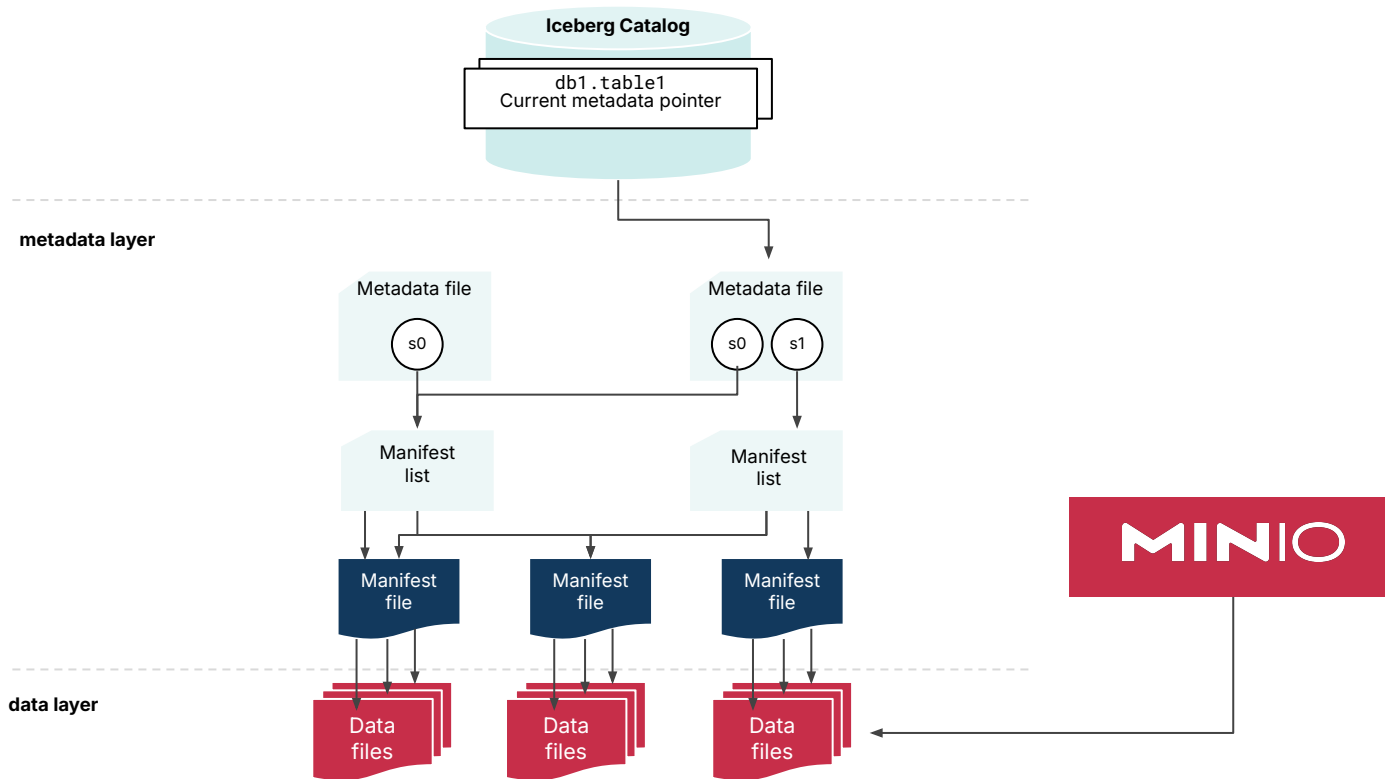 Iceberg Catalog
db1.table1
Current metadata pointer
metadata layer
Metadata file
s0
Metadata file
s0
s1
Manifest
list
Manifest
list
MINIO
Manifest
file
Manifest
file
Manifest
file
data layer
Data
files
Data
files
Data
files